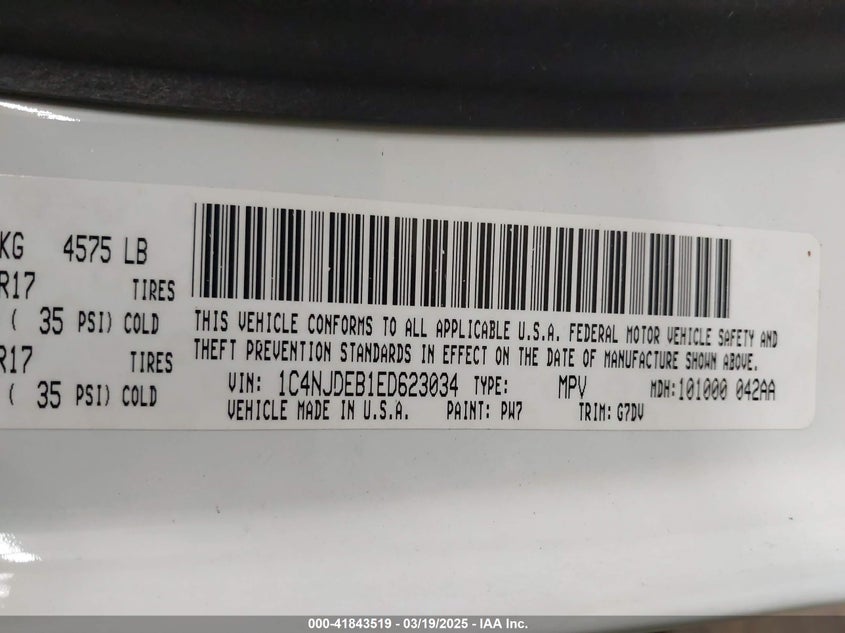 KG 4575 LB
R17 TIRES
( 35 PSI) COLD
R17 TIRES
( 35 PSI) COLD
THIS VEHICLE CONFORMS TO ALL APPLICABLE U.S.A. FEDERAL MOTOR VEHICLE SAFETY AND
THEFT PREVENTION STANDARDS IN EFFECT ON THE DATE OF MANUFACTURE SHOWN ABOVE.
VIN: 1C4NJDEB1ED623034 TYPE: MPV MDH:101000 042AA
VEHICLE MADE IN U.S.A. PAINT: PW7 TRIM: G7DV
000-41843519 - 03/19/2025 - IAA Inc.